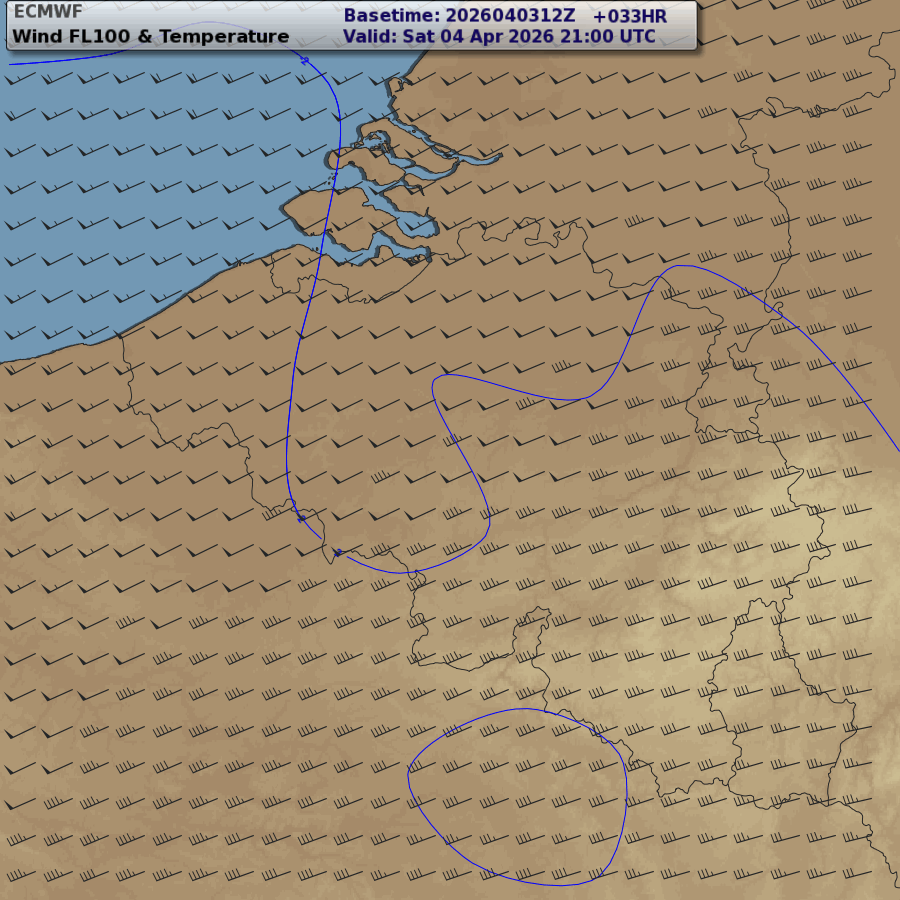 ECMWF
Basetime: 2026040312Z +033HR
Wind FL100 & Temperature
Valid: Sat 04 Apr 2026 21:00 UTC